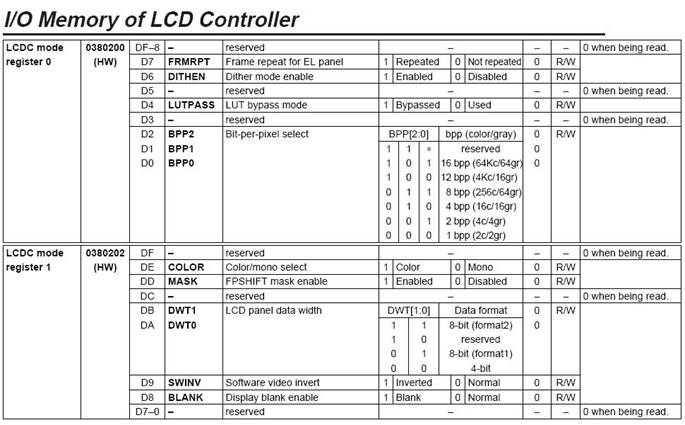 I/O Memory of LCD Controller
LCDC mode 0380200 DF–8 – reserved – – – 0 when being read.
register 0 (HW) D7 FRMRPT Frame repeat for EL panel 1 Repeated 0 Not repeated 0 R/W
D6 DITHEN Dither mode enable 1 Enabled 0 Disabled 0 R/W
D5 – reserved – – – 0 when being read.
D4 LUTPASS LUT bypass mode 1 Bypassed 0 Used 0 R/W
D3 – reserved – – – 0 when being read.
D2 BPP2 Bit-per-pixel select BPP[2:0] bpp (color/gray) 0 R/W
D1 BPP1 1 1 * reserved 0
D0 BPP0 1 0 1 16 bpp (64Kc/64gr) 0
1 0 0 12 bpp (4Kc/16gr)
0 1 1 8 bpp (256c/64gr)
0 1 0 4 bpp (16c/16gr)
0 0 1 2 bpp (4c/4gr)
0 0 0 1 bpp (2c/2gr)
LCDC mode 0380202 DF – reserved – – – 0 when being read.
register 1 (HW) DE COLOR Color/mono select 1 Color 0 Mono 0 R/W
DD MASK FPSHIFT mask enable 1 Enabled 0 Disabled 0 R/W
DC – reserved – – – 0 when being read.
DB DWT1 LCD panel data width DWT[1:0] Data format 0 R/W
DA DWT0 1 1 8-bit (format2) 0
1 0 reserved
0 1 8-bit (format1)
0 0 4-bit
D9 SWINV Software video invert 1 Inverted 0 Normal 0 R/W
D8 BLANK Display blank enable 1 Blank 0 Normal 0 R/W
D7–0 – reserved – – – 0 when being read.